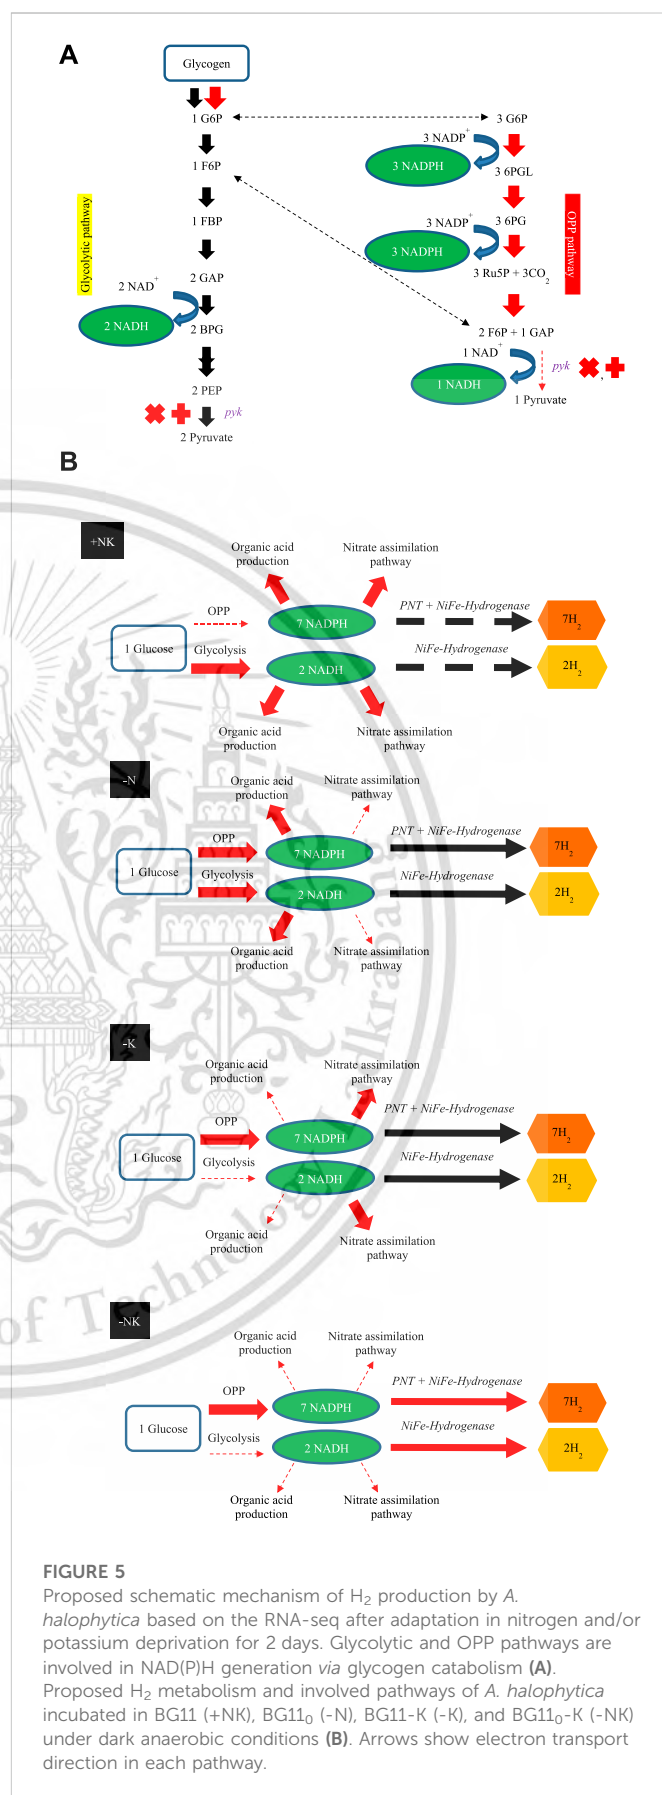 A
Glycogen
1 G6P
3 G6P
3 NADP+
3 NADPH
3 6PGL
1 F6P
1 FBP
3 NADP+
3 NADPH
3 6PG
3 Ru5P + 3CO2
Glycolytic pathway
OPP pathway
2 GAP
2 NAD+
2 NADH
2 BPG
2 PEP
pyk
2 Pyruvate
2 F6P + 1 GAP
1 NAD+
1 NADH
pyk
,
1 Pyruvate
B
+NK
Organic acid
production
Nitrate assimilation
pathway
OPP
1 Glucose
Glycolysis
7 NADPH
2 NADH
PNT + NiFe-Hydrogenase
7H2
NiFe-Hydrogenase
2H2
Organic acid
production
Nitrate assimilation
pathway
-N
Organic acid
production
Nitrate assimilation
pathway
OPP
1 Glucose
Glycolysis
7 NADPH
2 NADH
PNT + NiFe-Hydrogenase
7H2
NiFe-Hydrogenase
2H2
Organic acid
production
Nitrate assimilation
pathway
-K
Organic acid
production
Nitrate assimilation
pathway
OPP
1 Glucose
Glycolysis
7 NADPH
2 NADH
PNT + NiFe-Hydrogenase
7H2
NiFe-Hydrogenase
2H2
Organic acid
production
Nitrate assimilation
pathway
-NK
Organic acid
production
Nitrate assimilation
pathway
OPP
1 Glucose
Glycolysis
7 NADPH
2 NADH
PNT + NiFe-Hydrogenase
7H2
NiFe-Hydrogenase
2H2
Organic acid
production
Nitrate assimilation
pathway
of Technology
FIGURE 5
Proposed schematic mechanism of H2 production by A.
halophytica based on the RNA-seq after adaptation in nitrogen and/or
potassium deprivation for 2 days. Glycolytic and OPP pathways are
involved in NAD(P)H generation via glycogen catabolism (A).
Proposed H2 metabolism and involved pathways of A. halophytica
incubated in BG11 (+NK), BG110 (-N), BG11-K (-K), and BG110-K (-NK)
under dark anaerobic conditions (B). Arrows show electron transport
direction in each pathway.